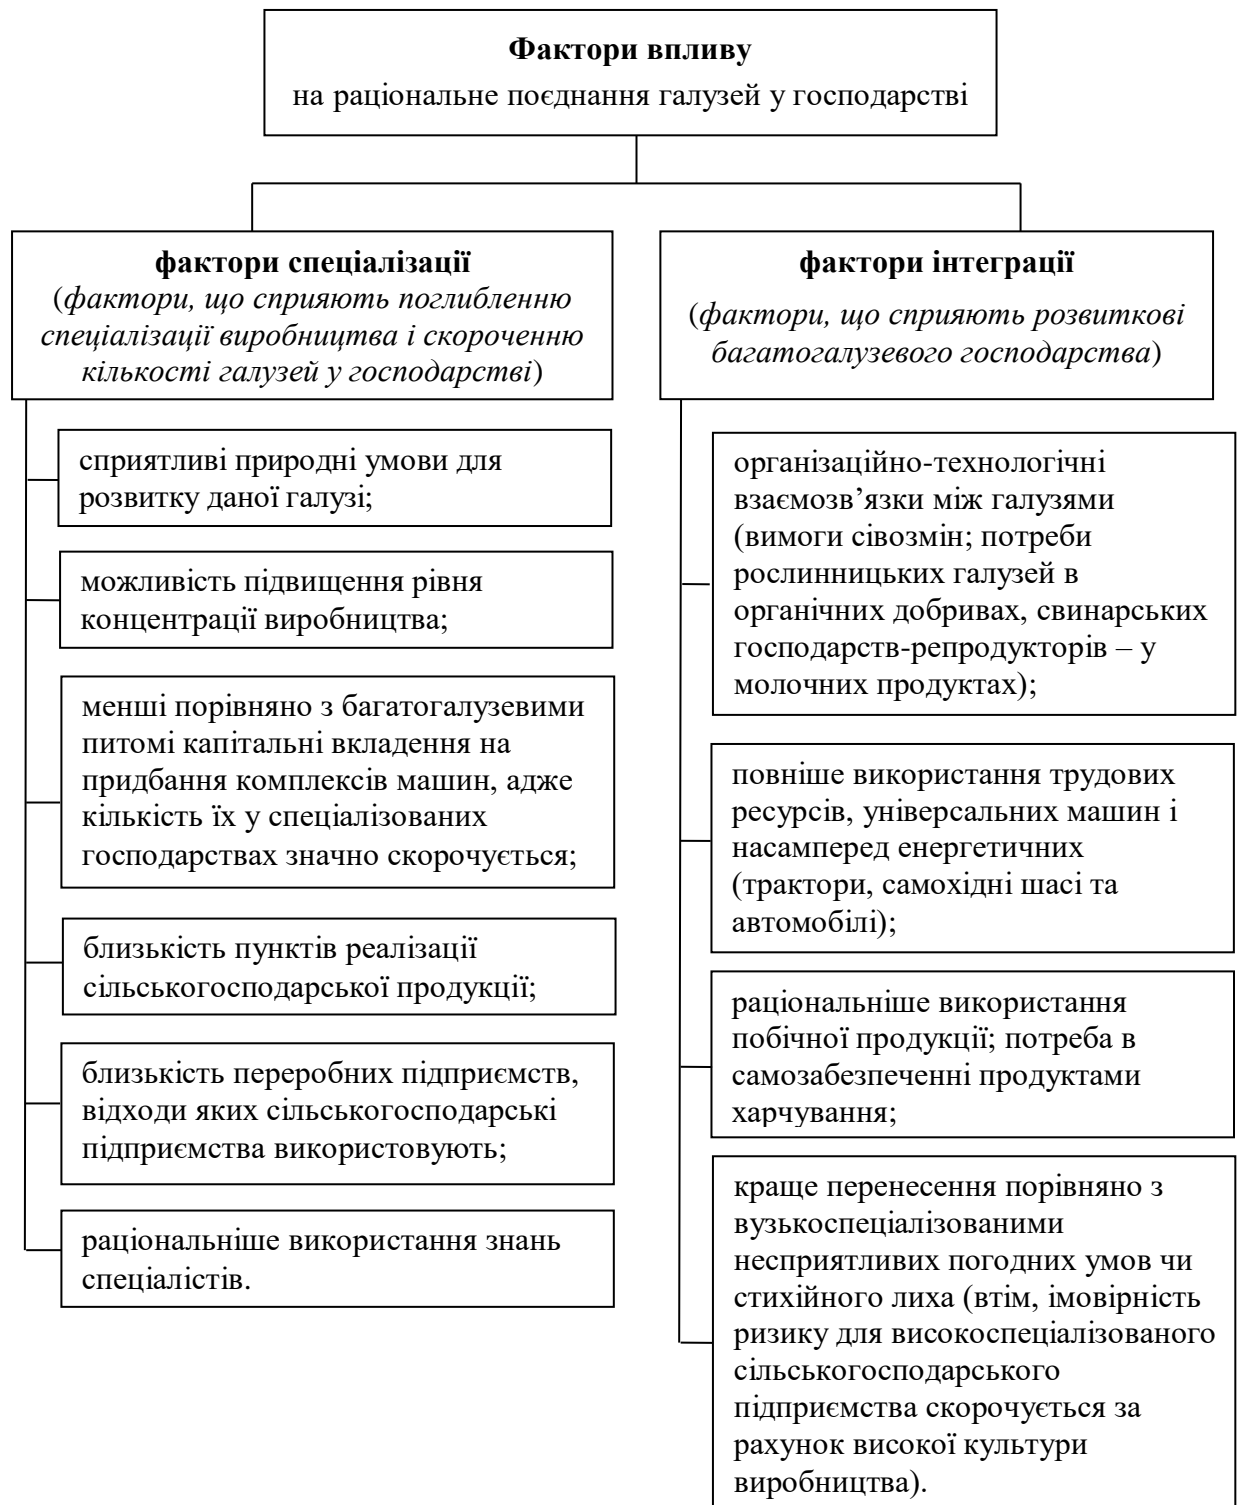 Фактори впливу
на раціональне поєднання галузей у господарстві
фактори спеціалізації
(фактори, що сприяють поглибленню
спеціалізації виробництва і скороченню
кількості галузей у господарстві)
сприятливі природні умови для
розвитку даної галузі;
можливість підвищення рівня
концентрації виробництва;
менші порівняно з багатогалузевими
питомі капітальні вкладення на
придбання комплексів машин, адже
кількість їх у спеціалізованих
господарствах значно скорочується;
близькість пунктів реалізації
сільськогосподарської продукції;
близькість переробних підприємств,
відходи яких сільськогосподарські
підприємства використовують;
раціональніше використання знань
спеціалістів.
фактори інтеграції
(фактори, що сприяють розвиткові
багатогалузевого господарства)
організаційно-технологічні
взаємозв’язки між галузями
(вимоги сівозмін; потреби
рослинницьких галузей в
органічних добривах, свинарських
господарств-репродукторів – у
молочних продуктах);
повніше використання трудових
ресурсів, універсальних машин і
насамперед енергетичних
(трактори, самохідні шасі та
автомобілі);
раціональніше використання
побічної продукції; потреба в
самозабезпеченні продуктами
харчування;
краще перенесення порівняно з
вузькоспеціалізованими
несприятливих погодних умов чи
стихійного лиха (втім, імовірність
ризику для високоспеціалізованого
сільськогосподарського
підприємства скорочується за
рахунок високої культури
виробництва).